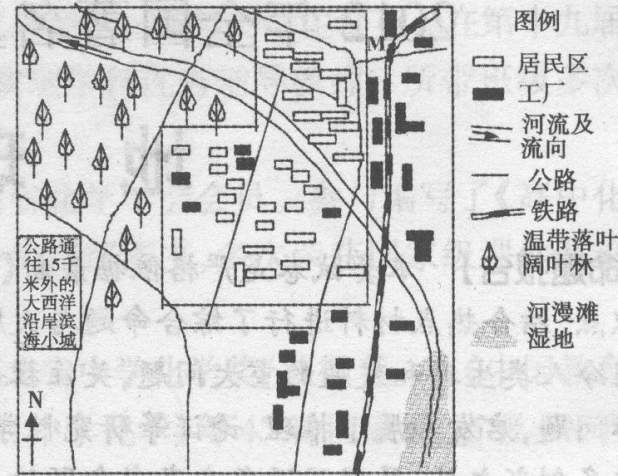 M
公路通
往15千
米外的
大西洋
沿岸滨
海小城
N
图例
居民区
工厂
河流及
流向
公路
铁路
温带落叶
阔叶林
河漫滩
湿地